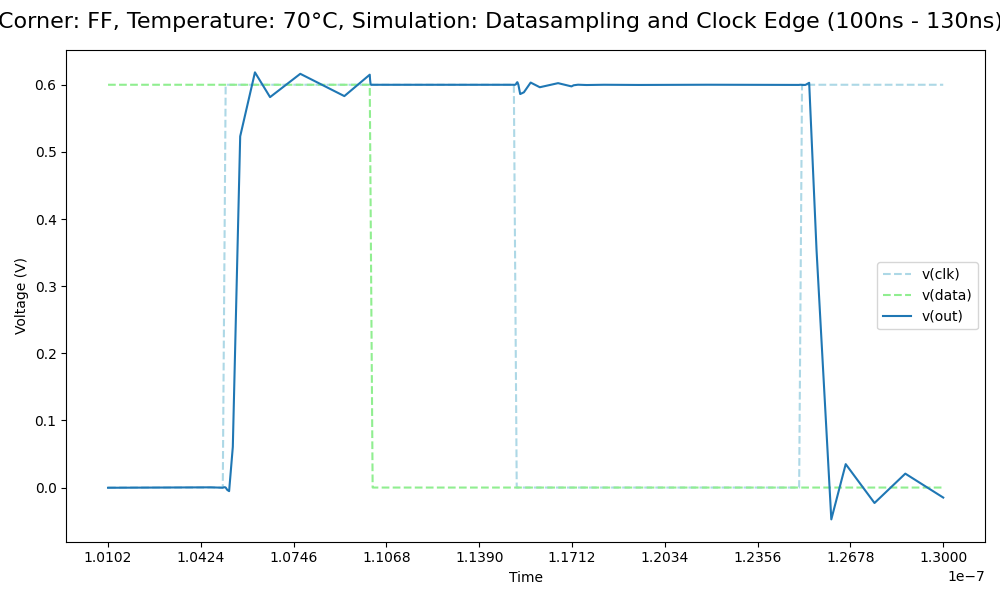 Corner: FF, Temperature: 70°C, Simulation: Datasampling and Clock Edge (100ns - 130ns)
0.6
0.5
0.4
0.3
0.2
0.1
0.0
Voltage (V)
v(clk)
v(data)
v(out)
1.0102 1.0424 1.0746 1.1068 1.1390 1.1712 1.2034 1.2356 1.2678 1.3000
Time
1e−7